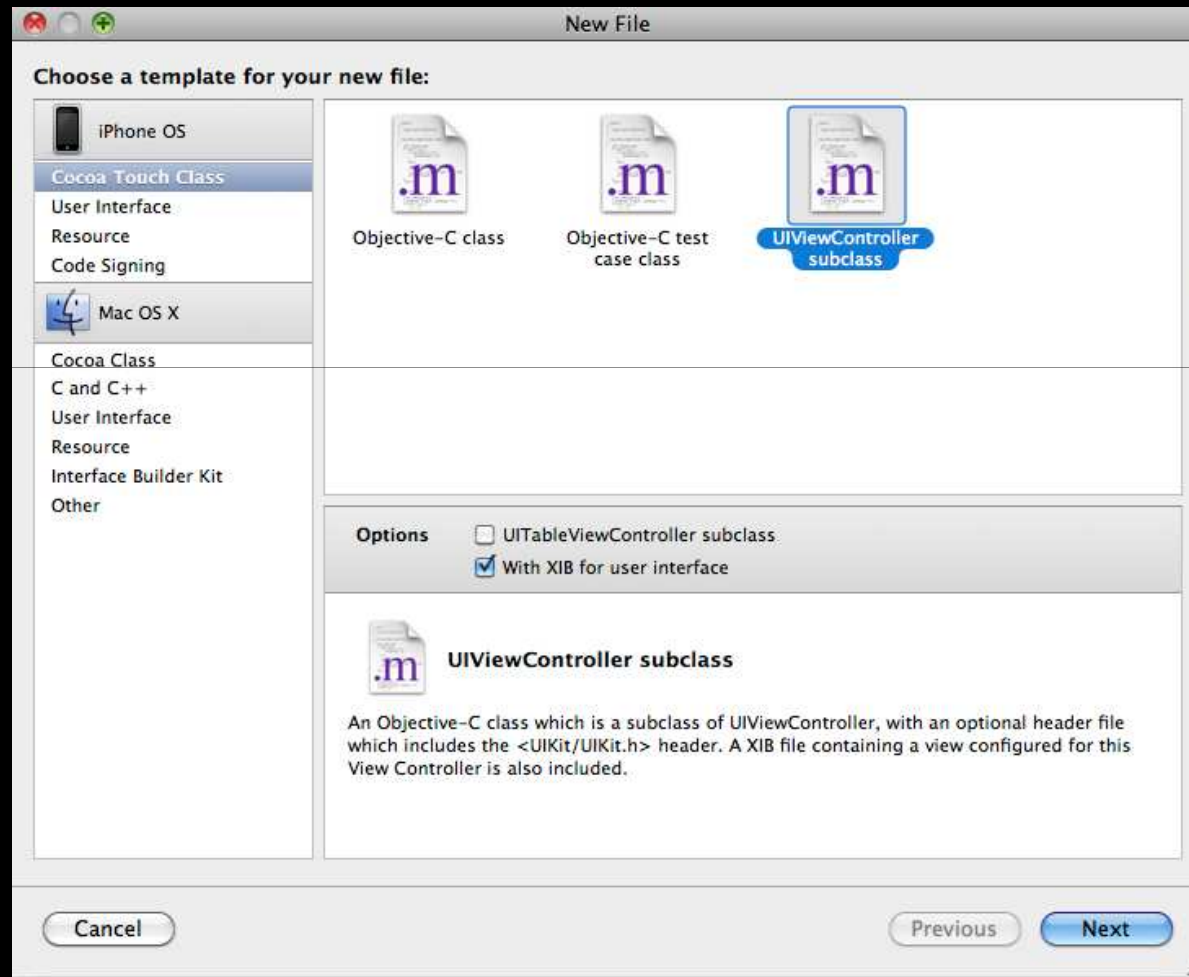 New File
Choose a template for your new file:
iPhone OS
Cocoa Touch Class
User Interface
Resource
Code Signing
Mac OS X
Cocoa Class
C and C++
User Interface
Resource
Interface Builder Kit
Other
.m
Objective-C class
.m
Objective-C test
case class
.m
UIViewController
subclass
Options
UITableViewController subclass
With XIB for user interface
.m
UIViewController subclass
An Objective-C class which is a subclass of UIViewController, with an optional header file
which includes the <UIKit/UIKit.h> header. A XIB file containing a view configured for this
View Controller is also included.
Cancel
Previous
Next